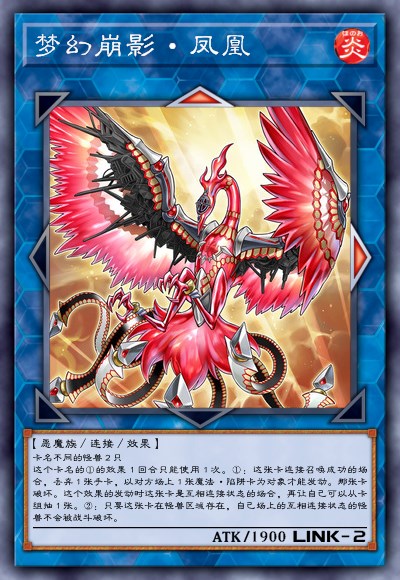 梦幻崩影·凤凰
ほのお
炎
【恶魔族／连接／效果】
卡名不同的怪兽２只
这个卡名的①的效果１回合只能使用１次。①：这张卡连接召唤成功的场
合，丢弃１张手卡，以对方场上１张魔法·陷阱卡为对象才能发动。那张卡
破坏。这个效果的发动时这张卡是互相连接状态的场合，再让自己可以从卡
组抽１张。②：只要这张卡在怪兽区域存在，自己场上的互相连接状态的怪
兽不会被战斗破坏。
ATK/1900 LINK-2